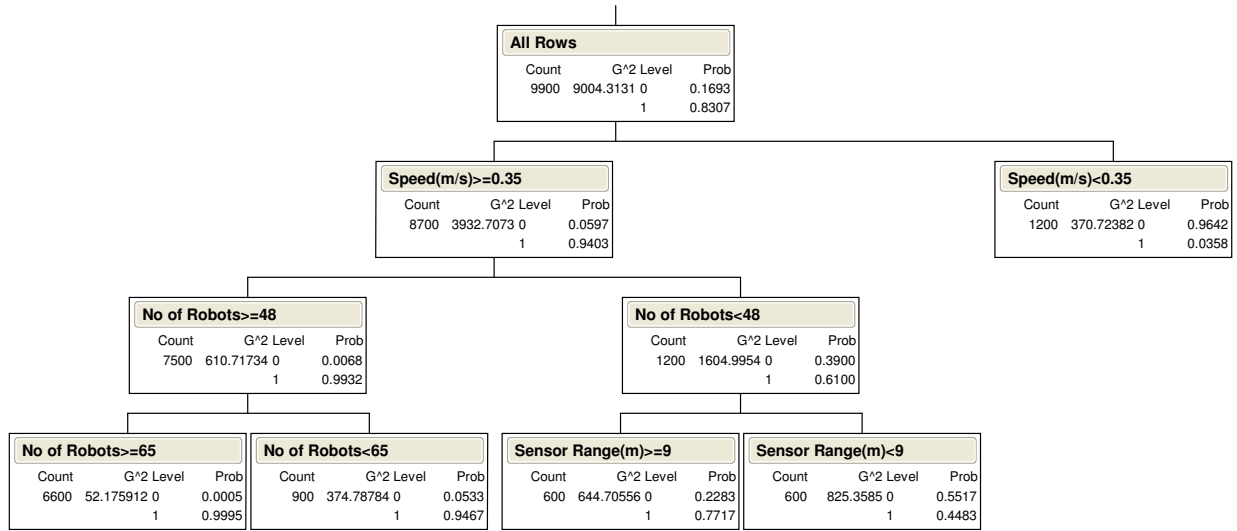 All Rows
Count G^2 Level Prob
9900 9004.3131 0 0.1693
1 0.8307
Speed(m/s)>=0.35
Count G^2 Level Prob
8700 3932.7073 0 0.0597
1 0.9403
Speed(m/s)<0.35
Count G^2 Level Prob
1200 370.72382 0 0.9642
1 0.0358
No of Robots>=48
Count G^2 Level Prob
7500 610.71734 0 0.0068
1 0.9932
No of Robots<48
Count G^2 Level Prob
1200 1604.9954 0 0.3900
1 0.6100
No of Robots>=65
Count G^2 Level Prob
6600 52.175912 0 0.0005
1 0.9995
No of Robots<65
Count G^2 Level Prob
900 374.78784 0 0.0533
1 0.9467
Sensor Range(m)>=9
Count G^2 Level Prob
600 644.70556 0 0.2283
1 0.7717
Sensor Range(m)<9
Count G^2 Level Prob
600 825.3585 0 0.5517
1 0.4483